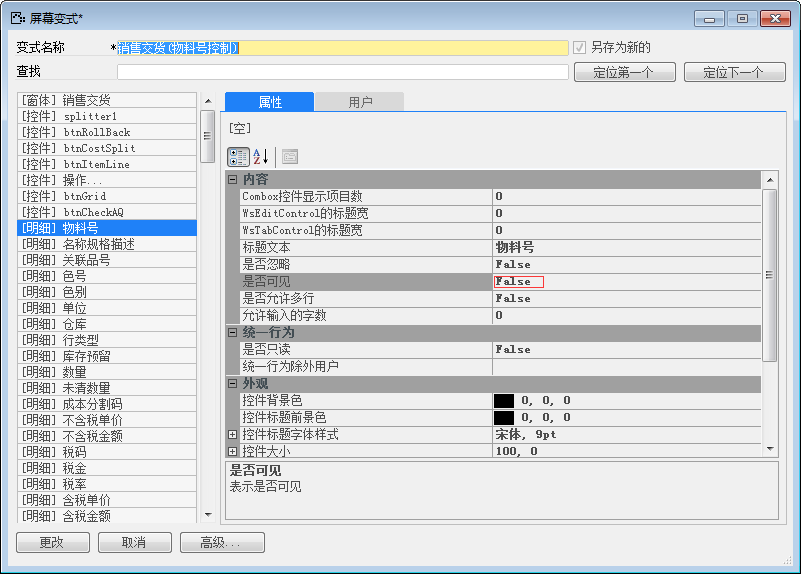 屏幕变式*
变式名称 *销售交货(物料号控制) 另存为新的
查找 定位第一个 定位下一个
[窗体] 销售交货
[控件] splitter1
[控件] btnRollBack
[控件] btnCostSplit
[控件] btnItemLine
[控件] 操作...
[控件] btnGrid
[控件] btnCheckAQ
[明细] 物料号
[明细] 名称规格描述
[明细] 关联品号
[明细] 色号
[明细] 色别
[明细] 单位
[明细] 仓库
[明细] 行类型
[明细] 库存预留
[明细] 数量
[明细] 未清数量
[明细] 成本分割码
[明细] 不含税单价
[明细] 不含税金额
[明细] 税码
[明细] 税金
[明细] 税率
[明细] 含税单价
[明细] 含税金额
属性 用户
[空]
内容
Combox控件显示项目数 0
WsEditControl的标题宽 0
WsTabControl的标题宽 0
标题文本 物料号
是否忽略 False
是否可见 False
是否允许多行 False
允许输入的字数 0
统一行为
是否只读 False
统一行为除外用户
外观
控件背景色 0, 0, 0
控件标题前景色 0, 0, 0
控件标题字体样式 宋体, 9pt
控件大小 100, 0
是否可见
表示是否可见
更改 取消 高级...